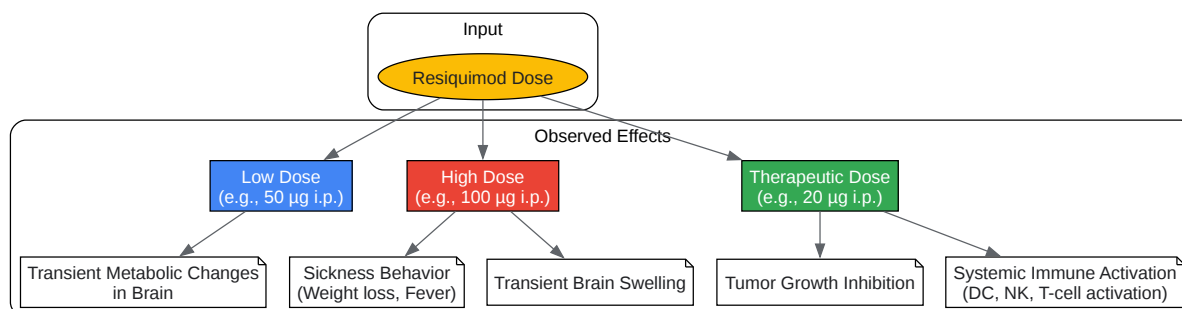 Input
Resiquimod Dose
Observed Effects
Low Dose
(e.g., 50 µg i.p.)
High Dose
(e.g., 100 µg i.p.)
Therapeutic Dose
(e.g., 20 µg i.p.)
Transient Metabolic Changes
in Brain
Sickness Behavior
(Weight loss, Fever)
Transient Brain Swelling
Tumor Growth Inhibition
Systemic Immune Activation
(DC, NK, T-cell activation)